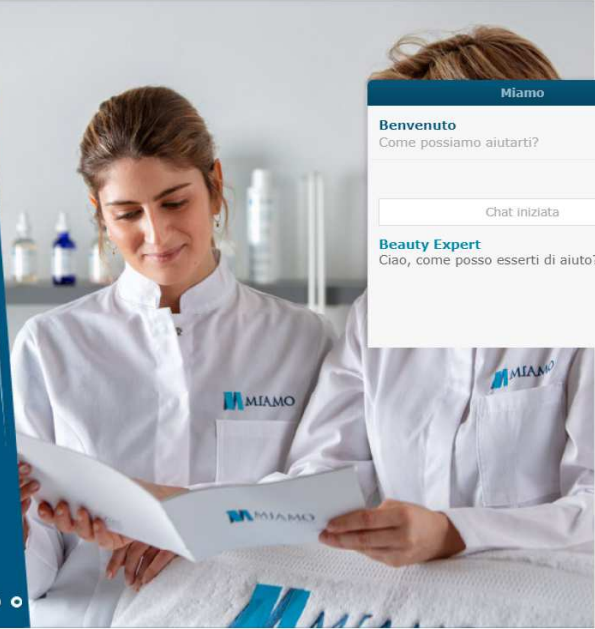 Miamo
Benvenuto
Come possiamo aiutarti?
Chat iniziata
Beauty Expert
Ciao, come posso esserti di aiuto?
MIAMO
MIAMO
MIAMO